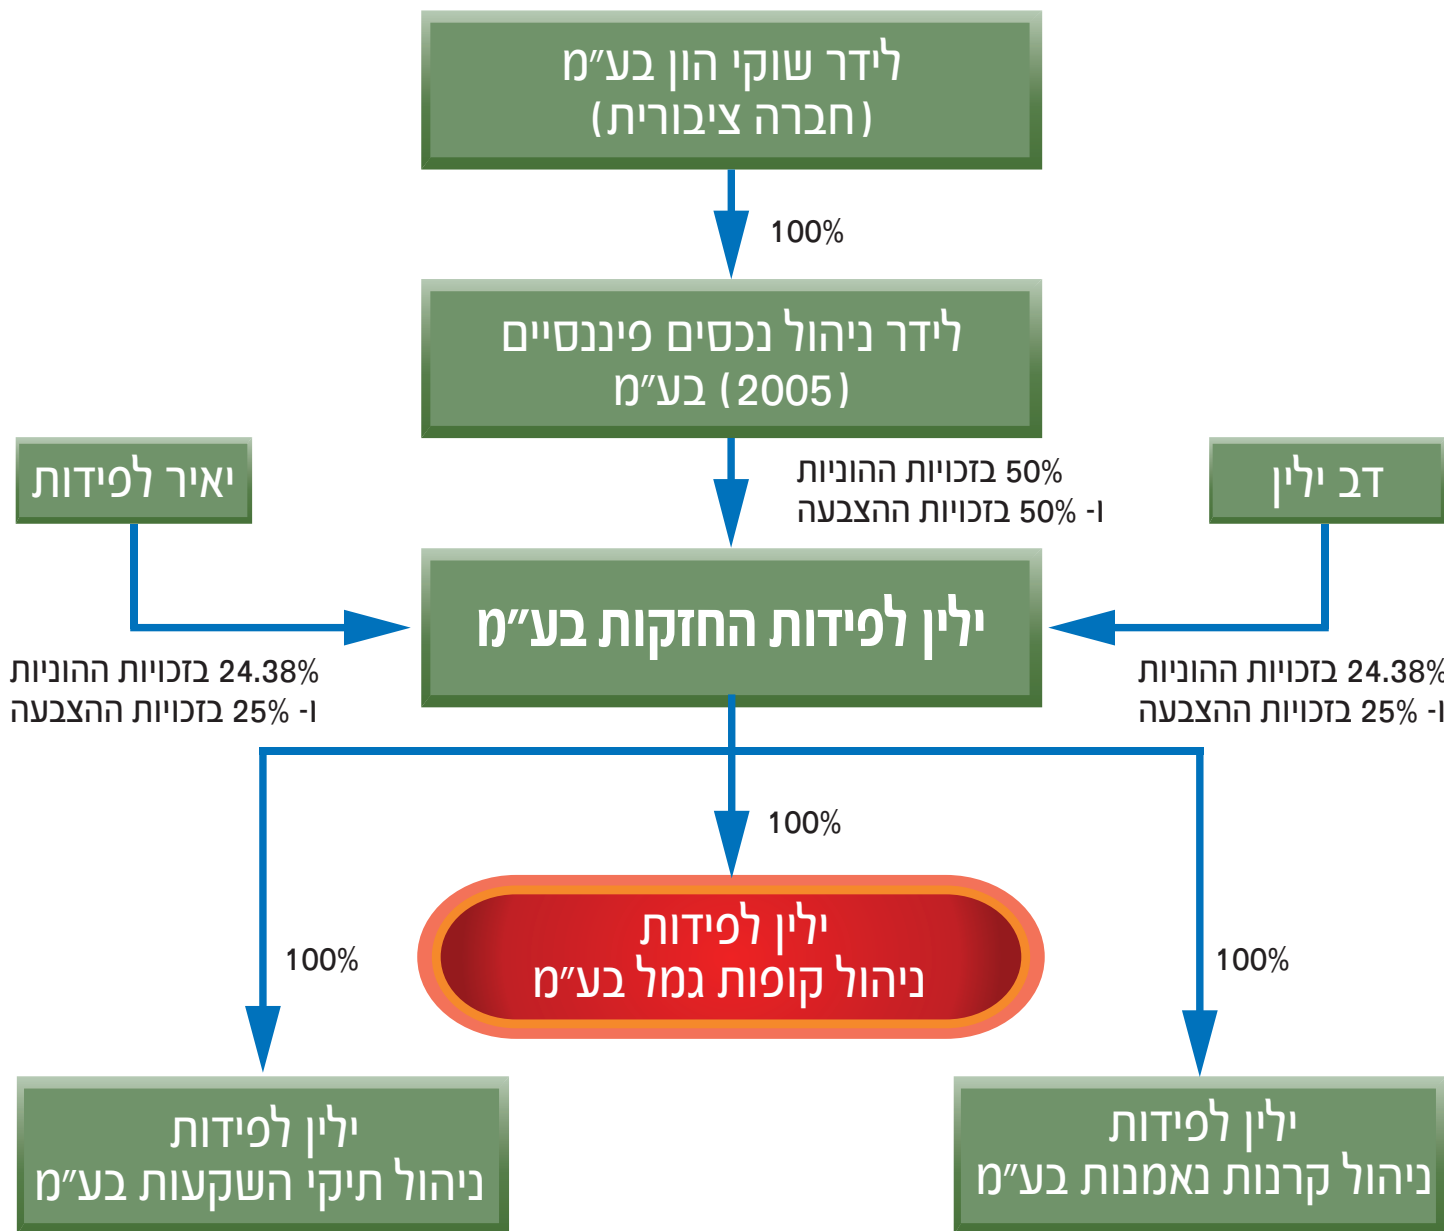 לידר שוקי הון בע"מ
(חברה ציבורית)
100%
לידר ניהול נכסים פיננסיים
(2005) בע"מ
50% בזכויות ההוניות
ו- 50% בזכויות ההצבעה
דב ילין
יאיר לפידות
ילין לפידות החזקות בע"מ
24.38% בזכויות ההוניות
ו- 25% בזכויות ההצבעה
24.38% בזכויות ההוניות
ו- 25% בזכויות ההצבעה
100%
ילין לפידות
ניהול קופות גמל בע"מ
100%
100%
ילין לפידות
ניהול קרנות נאמנות בע"מ
ילין לפידות
ניהול תיקי השקעות בע"מ